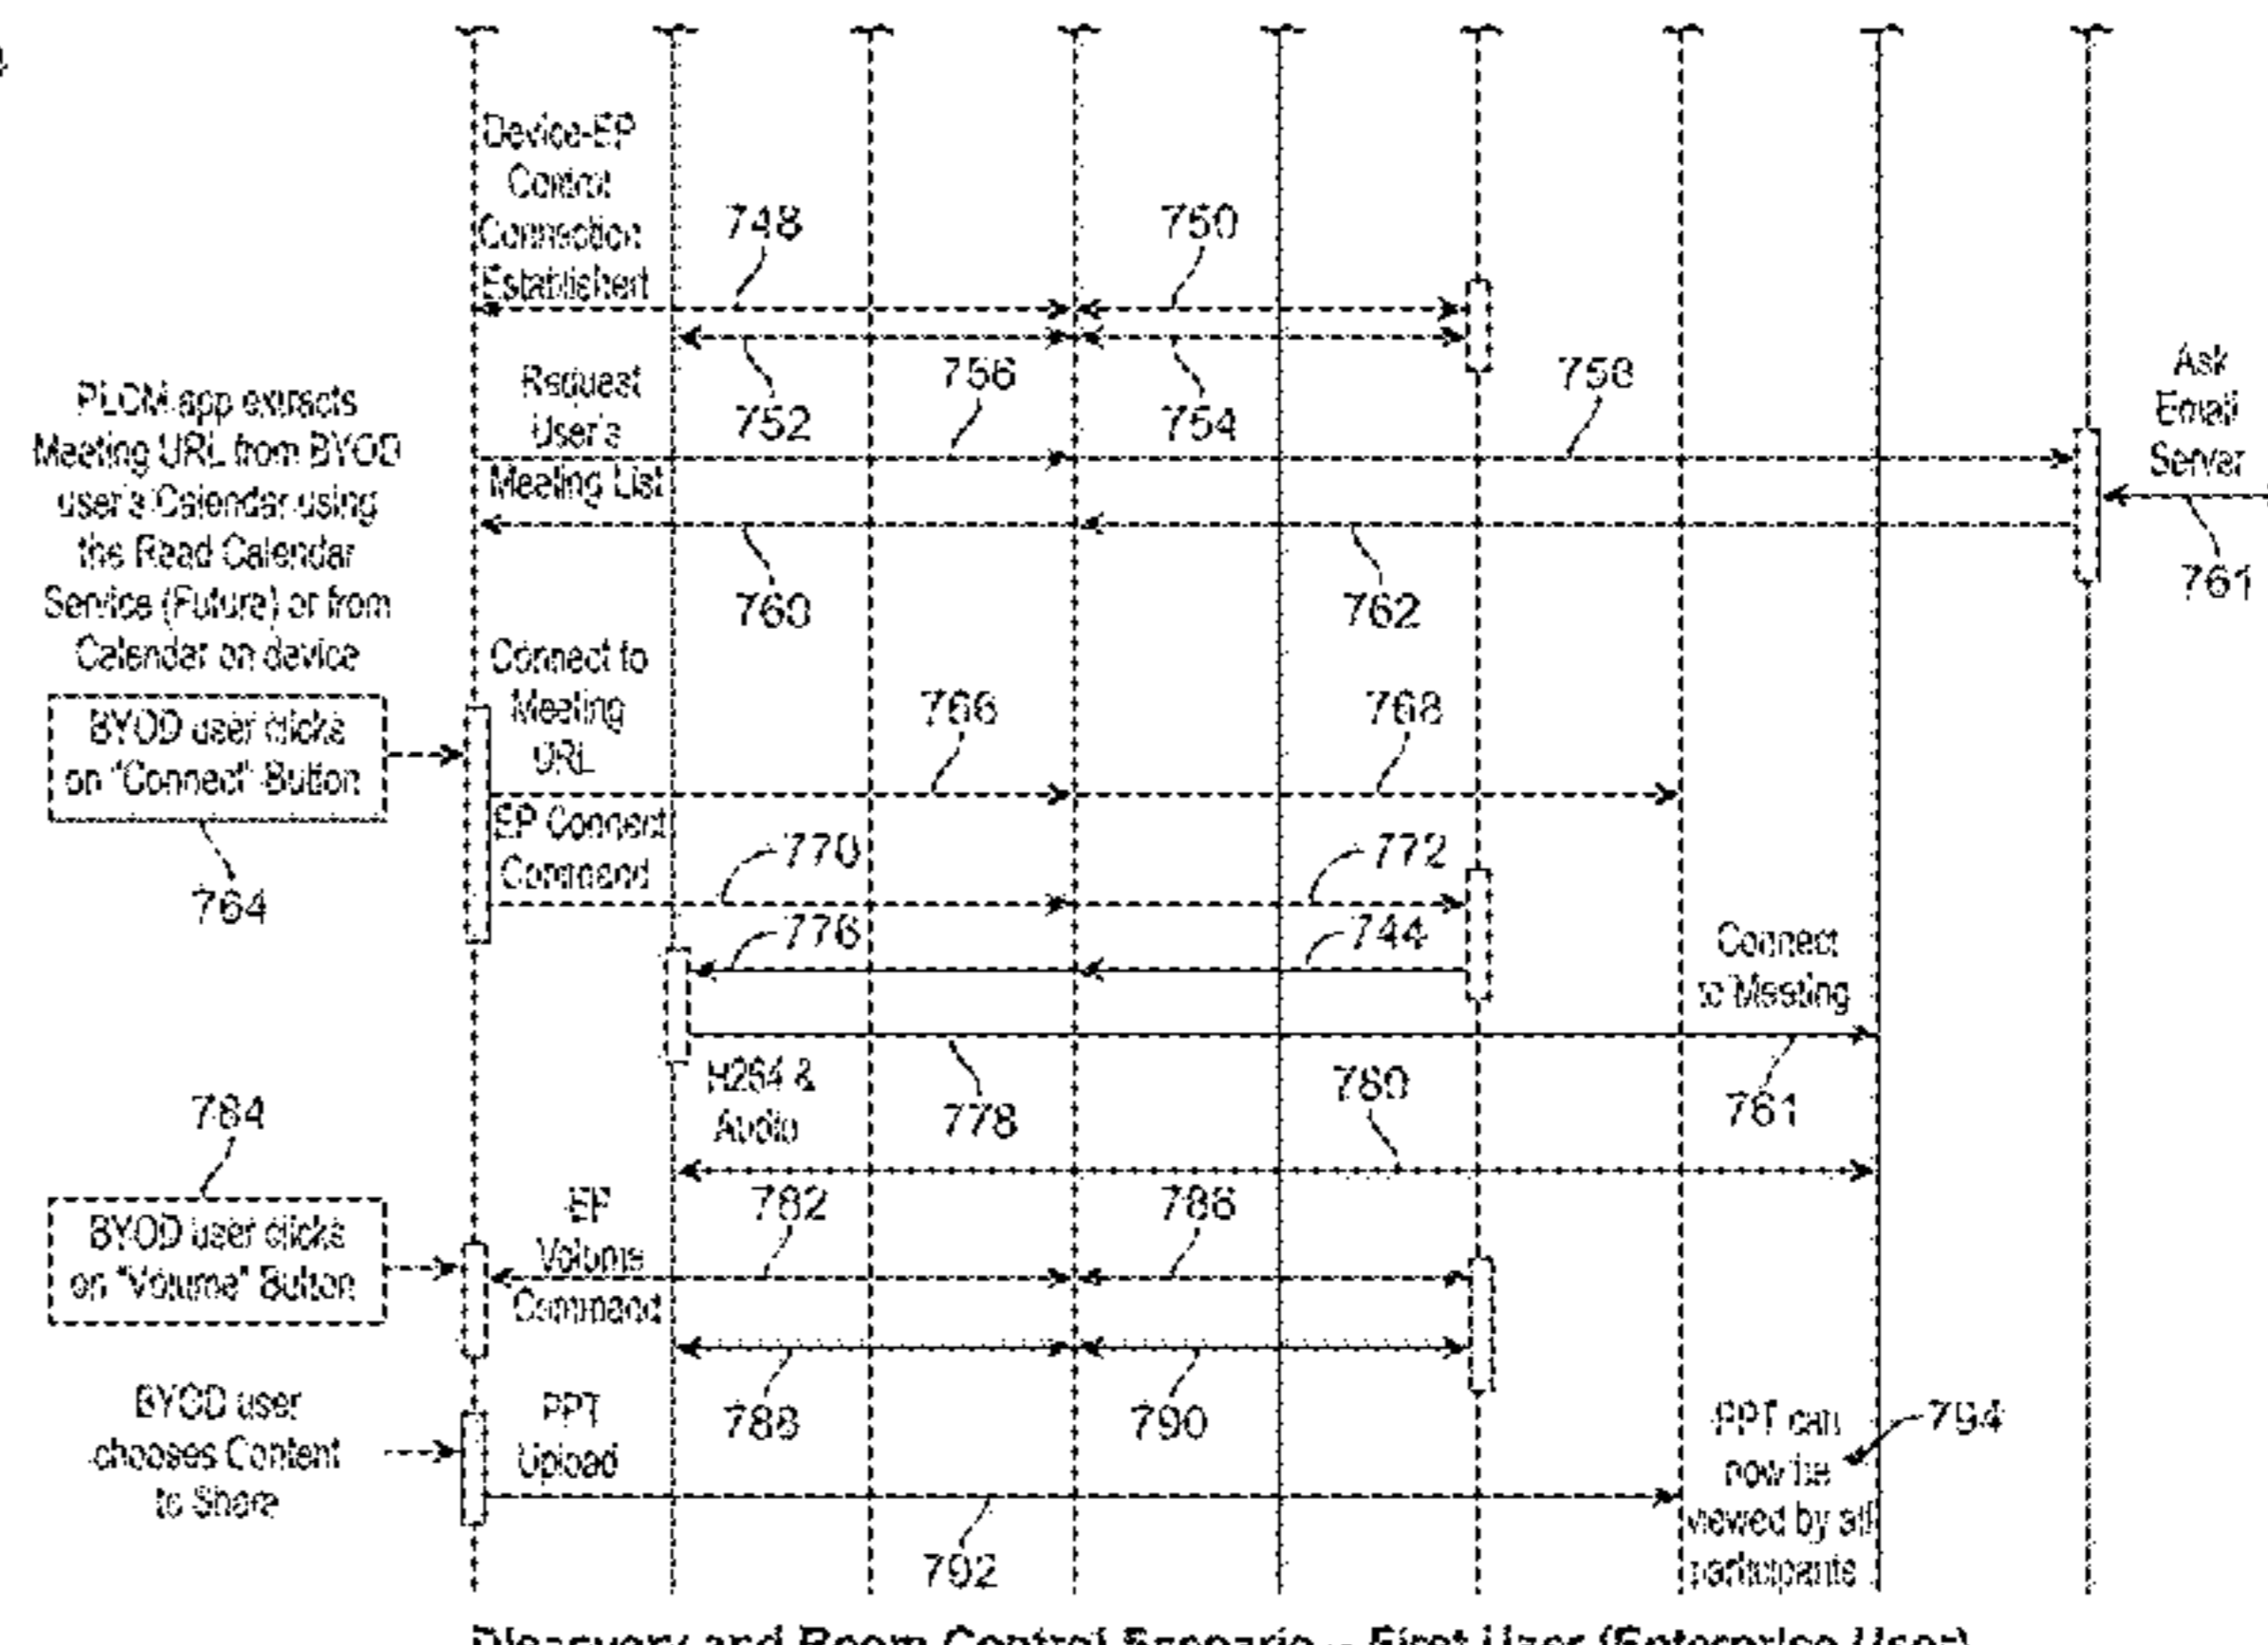 Device-EP
Control
Connection
Established
748
750
752
754
Request
User's
Meeting List
756
758
Ask
Email
Server
761
760
762
PLCM app extracts
Meeting URL from BYOD
user's Calendar using
the Read Calendar
Service (Future) or from
Calendar on device
BYOD user clicks
on "Connect" Button
764
Connect to
Meeting
URL
766
768
EP Connect
Command
770
772
776
744
Connect
to Meeting
778
761
H264 &
Audio
780
784
BYOD user clicks
on "Volume" Button
EP
Volume
Command
782
786
788
790
BYOD user
chooses Content
to Share
PPT
Upload
792
PPT can
now be
viewed by all
participants
794
Discovery and Room Control Scenario - First User (Enterprise User)